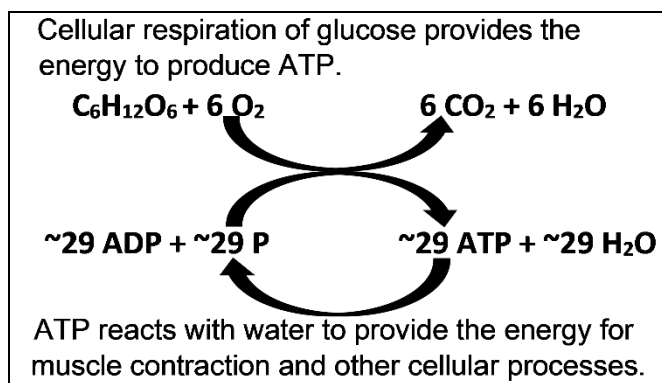 Cellular respiration of glucose provides the
energy to produce ATP.
C₆H₁₂O₆ + 6 O₂ 6 CO₂ + 6 H₂O
~29 ADP + ~29 P ~29 ATP + ~29 H₂O
ATP reacts with water to provide the energy for
muscle contraction and other cellular processes.